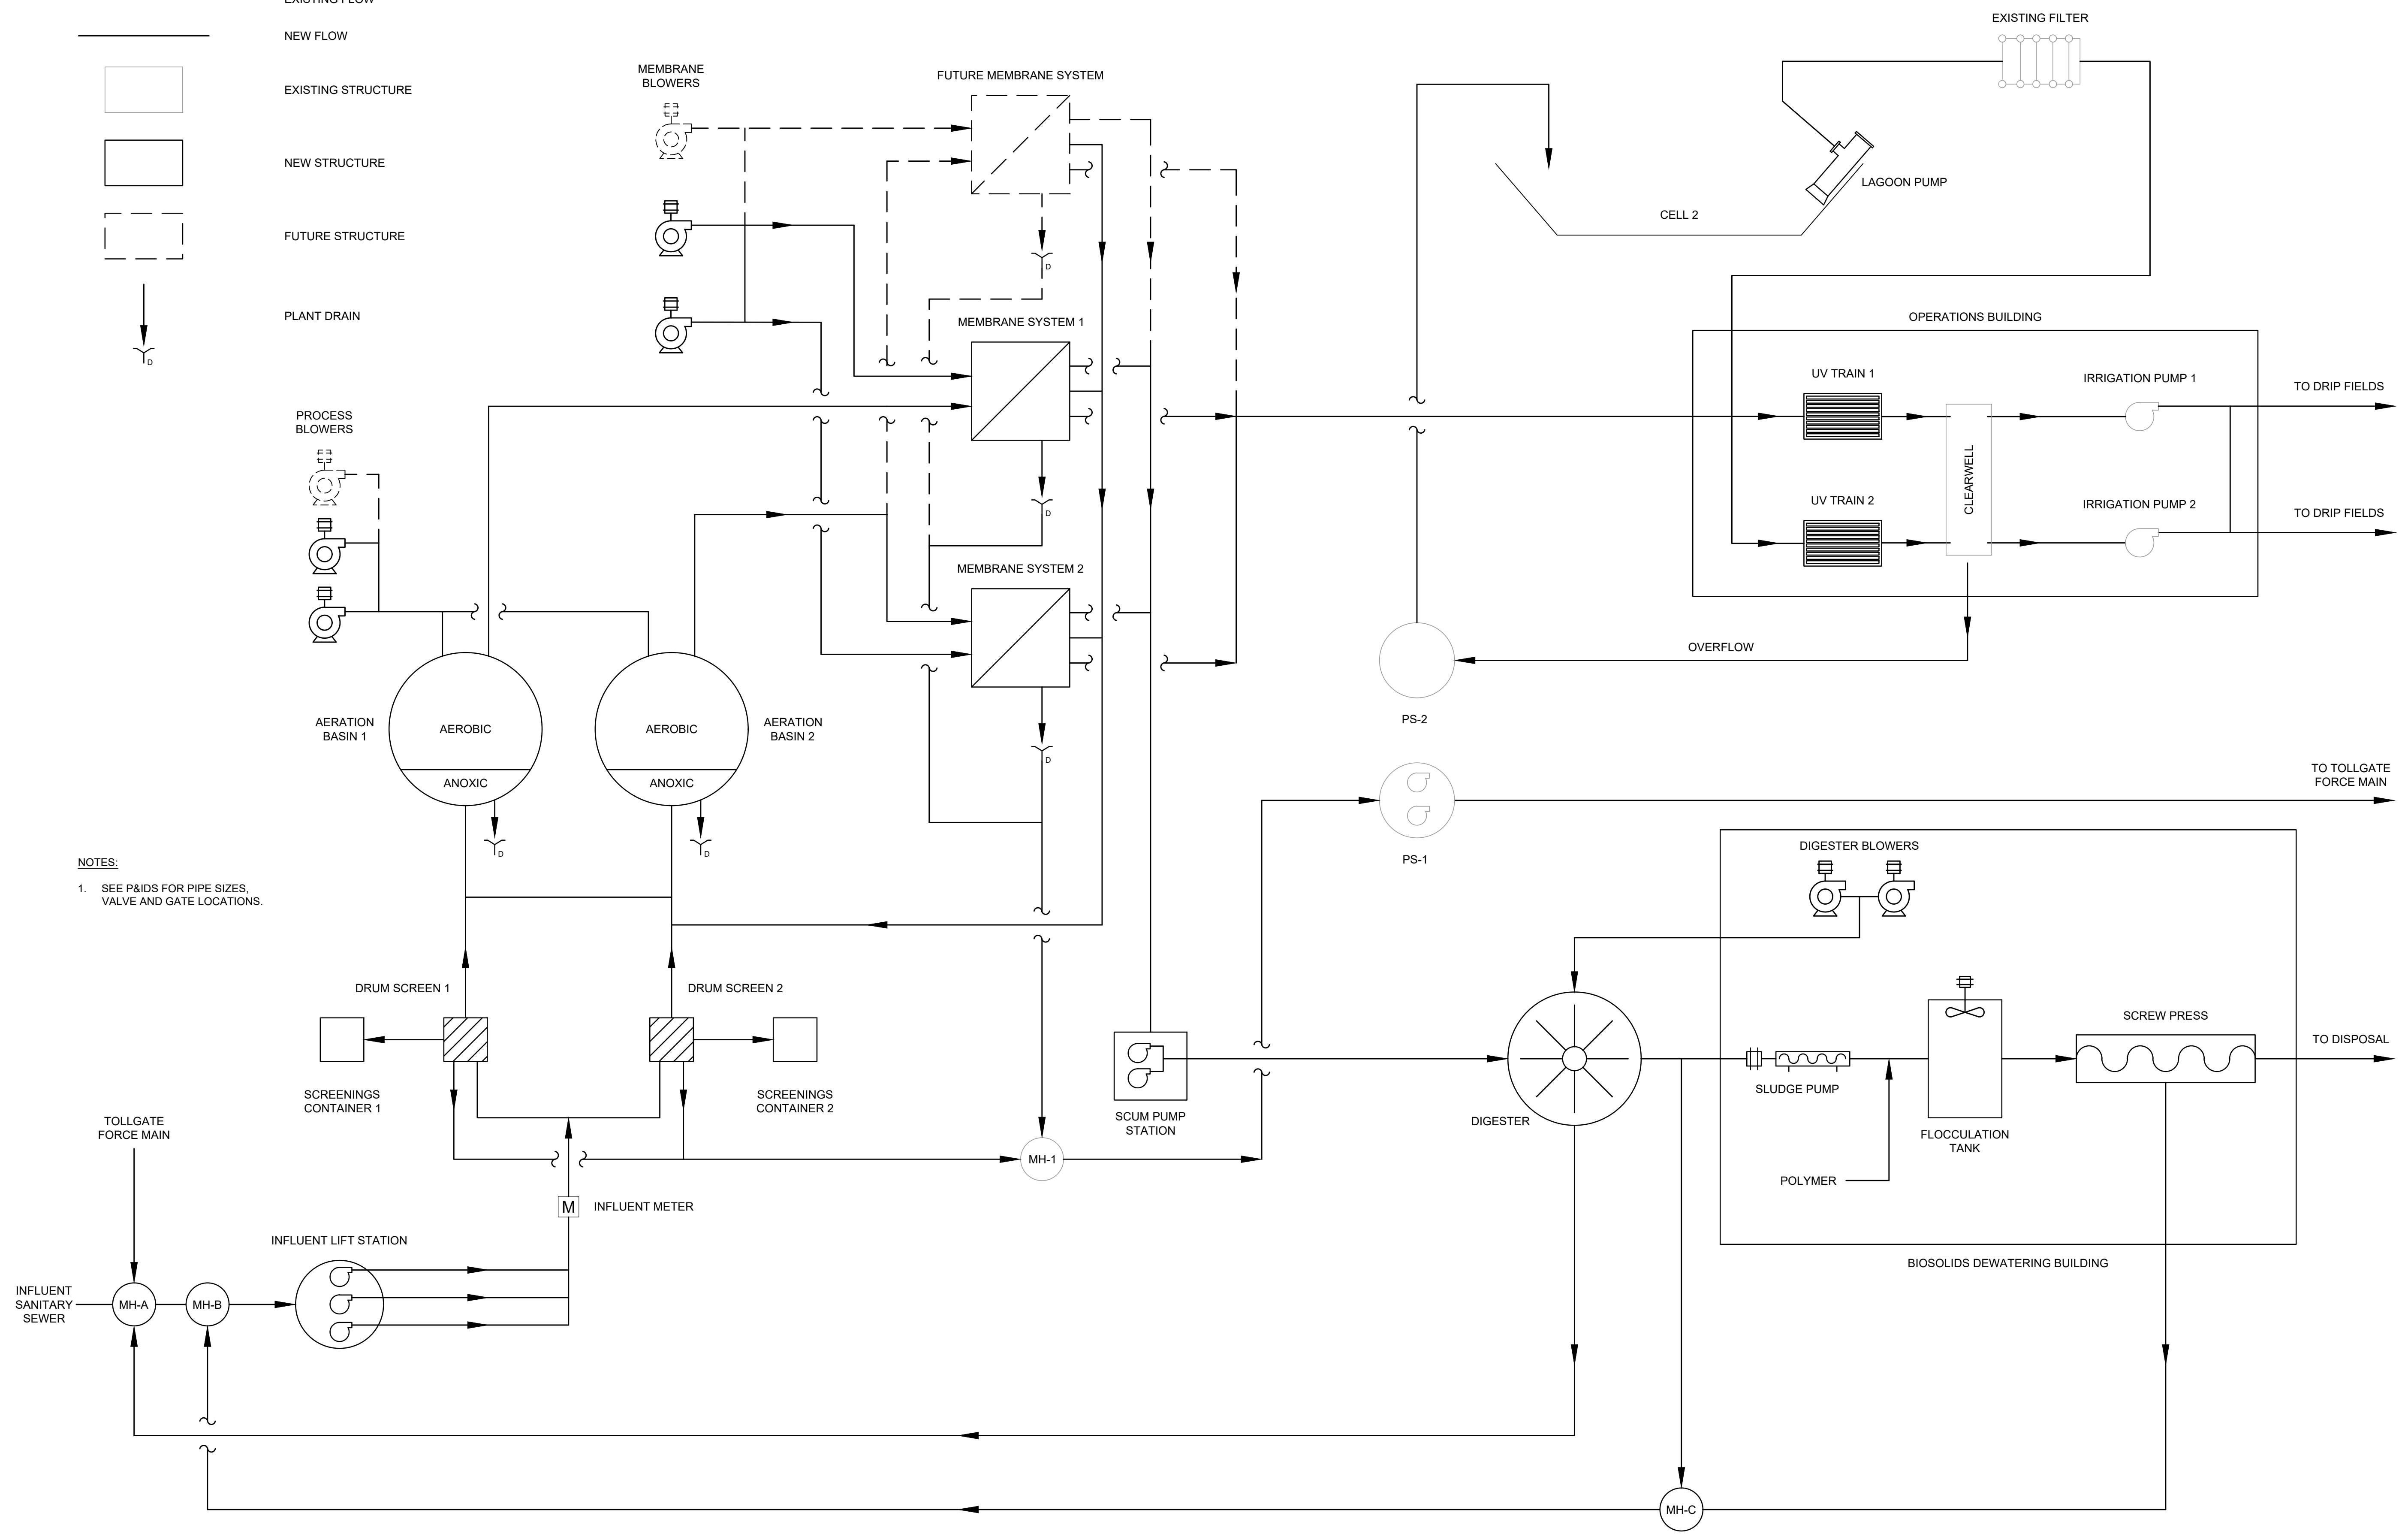 EXISTING FLOW
NEW FLOW
EXISTING STRUCTURE
NEW STRUCTURE
FUTURE STRUCTURE
PLANT DRAIN
D
MEMBRANE
BLOWERS
FUTURE MEMBRANE SYSTEM
D
MEMBRANE SYSTEM 1
D
MEMBRANE SYSTEM 2
D
PROCESS
BLOWERS
AERATION
BASIN 1
AEROBIC
ANOXIC
D
AEROBIC
ANOXIC
D
AERATION
BASIN 2
NOTES:
1. SEE P&IDS FOR PIPE SIZES,
VALVE AND GATE LOCATIONS.
DRUM SCREEN 1
DRUM SCREEN 2
SCREENINGS
CONTAINER 1
SCREENINGS
CONTAINER 2
TOLLGATE
FORCE MAIN
M
INFLUENT METER
INFLUENT LIFT STATION
INFLUENT
SANITARY
SEWER
MH-A
MH-B
MH-1
SCUM PUMP
STATION
EXISTING FILTER
LAGOON PUMP
CELL 2
OPERATIONS BUILDING
UV TRAIN 1
IRRIGATION PUMP 1
TO DRIP FIELDS
CLEARWELL
UV TRAIN 2
IRRIGATION PUMP 2
TO DRIP FIELDS
OVERFLOW
PS-2
PS-1
TO TOLLGATE
FORCE MAIN
DIGESTER BLOWERS
DIGESTER
SLUDGE PUMP
POLYMER
FLOCCULATION
TANK
SCREW PRESS
TO DISPOSAL
BIOSOLIDS DEWATERING BUILDING
MH-C